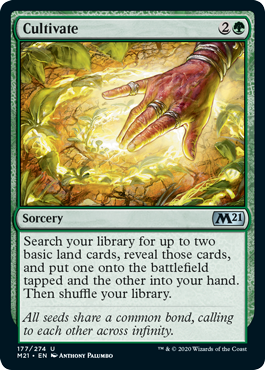 Cultivate 2
Sorcery M21
Search your library for up to two
basic land cards, reveal those cards,
and put one onto the battlefield
tapped and the other into your hand.
Then shuffle your library.
All seeds share a common bond, calling
to each other across infinity.
177/274 U
M21 • EN Anthony Palumbo ™ & © 2020 Wizards of the Coast